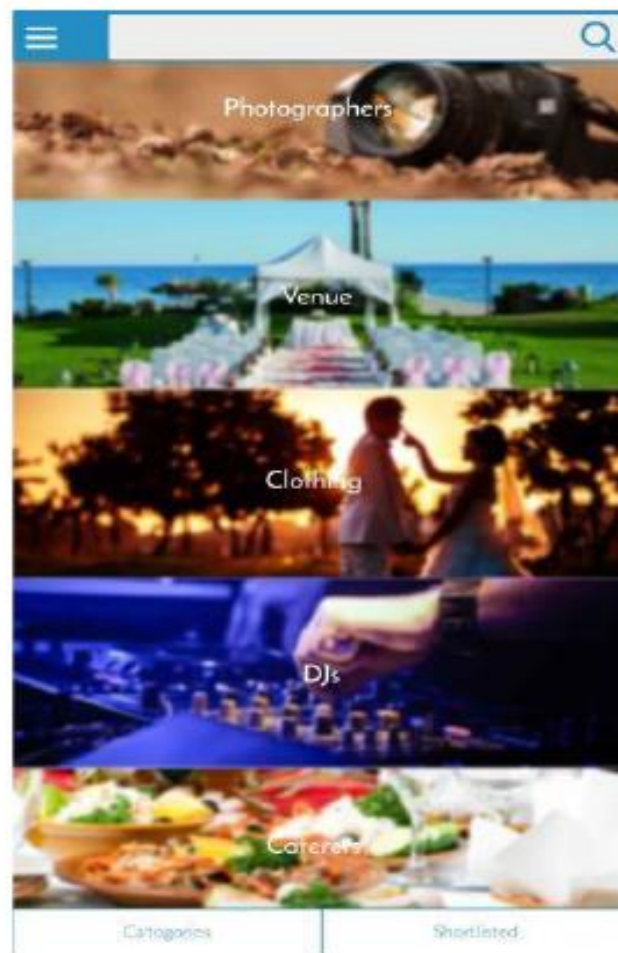 Photographers
Venue
Clothing
DJs
Caterers
Categories
Shortlisted